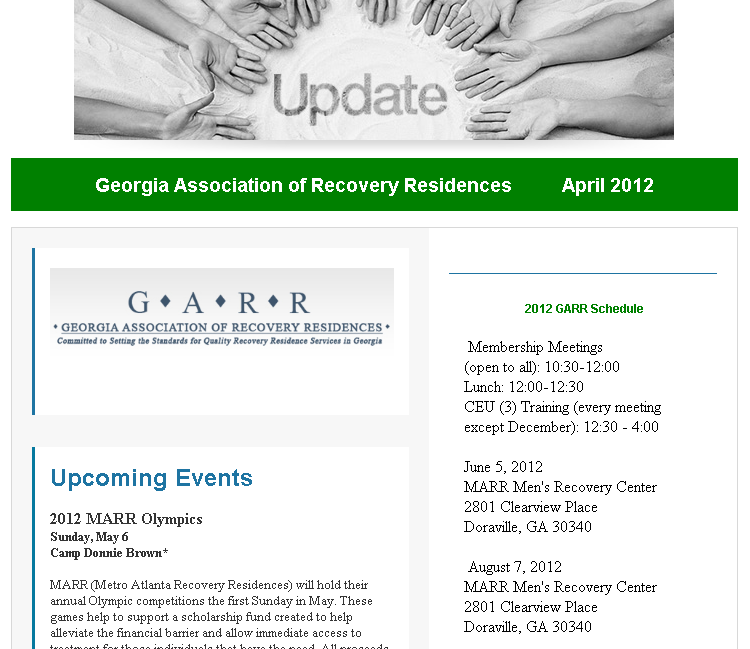 Update
Georgia Association of Recovery Residences April 2012
G ♦ A ♦ R ♦ R
♦ GEORGIA ASSOCIATION OF RECOVERY RESIDENCES ♦
Committed to Setting the Standards for Quality Recovery Residence Services in Georgia
Upcoming Events
2012 MARR Olympics
Sunday, May 6
Camp Donnie Brown*
MARR (Metro Atlanta Recovery Residences) will hold their
annual Olympic competitions the first Sunday in May. These
games help to support a scholarship fund created to help
alleviate the financial barrier and allow immediate access to
treatment for those individuals that have the need. All proceeds
2012 GARR Schedule
Membership Meetings
(open to all): 10:30-12:00
Lunch: 12:00-12:30
CEU (3) Training (every meeting
except December): 12:30 - 4:00
June 5, 2012
MARR Men's Recovery Center
2801 Clearview Place
Doraville, GA 30340
August 7, 2012
MARR Men's Recovery Center
2801 Clearview Place
Doraville, GA 30340